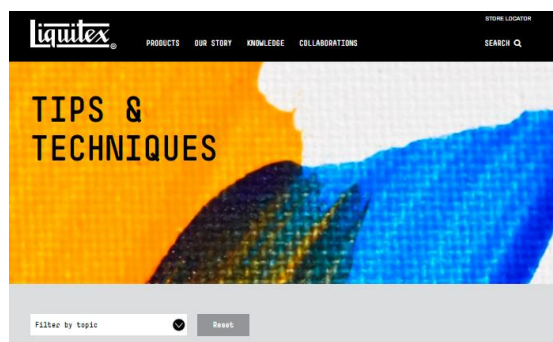 STORE LOCATOR
Liquitex®
PRODUCTS OUR STORY KNOWLEDGE COLLABORATIONS SEARCH
TIPS &
TECHNIQUES
Filter by topic Reset